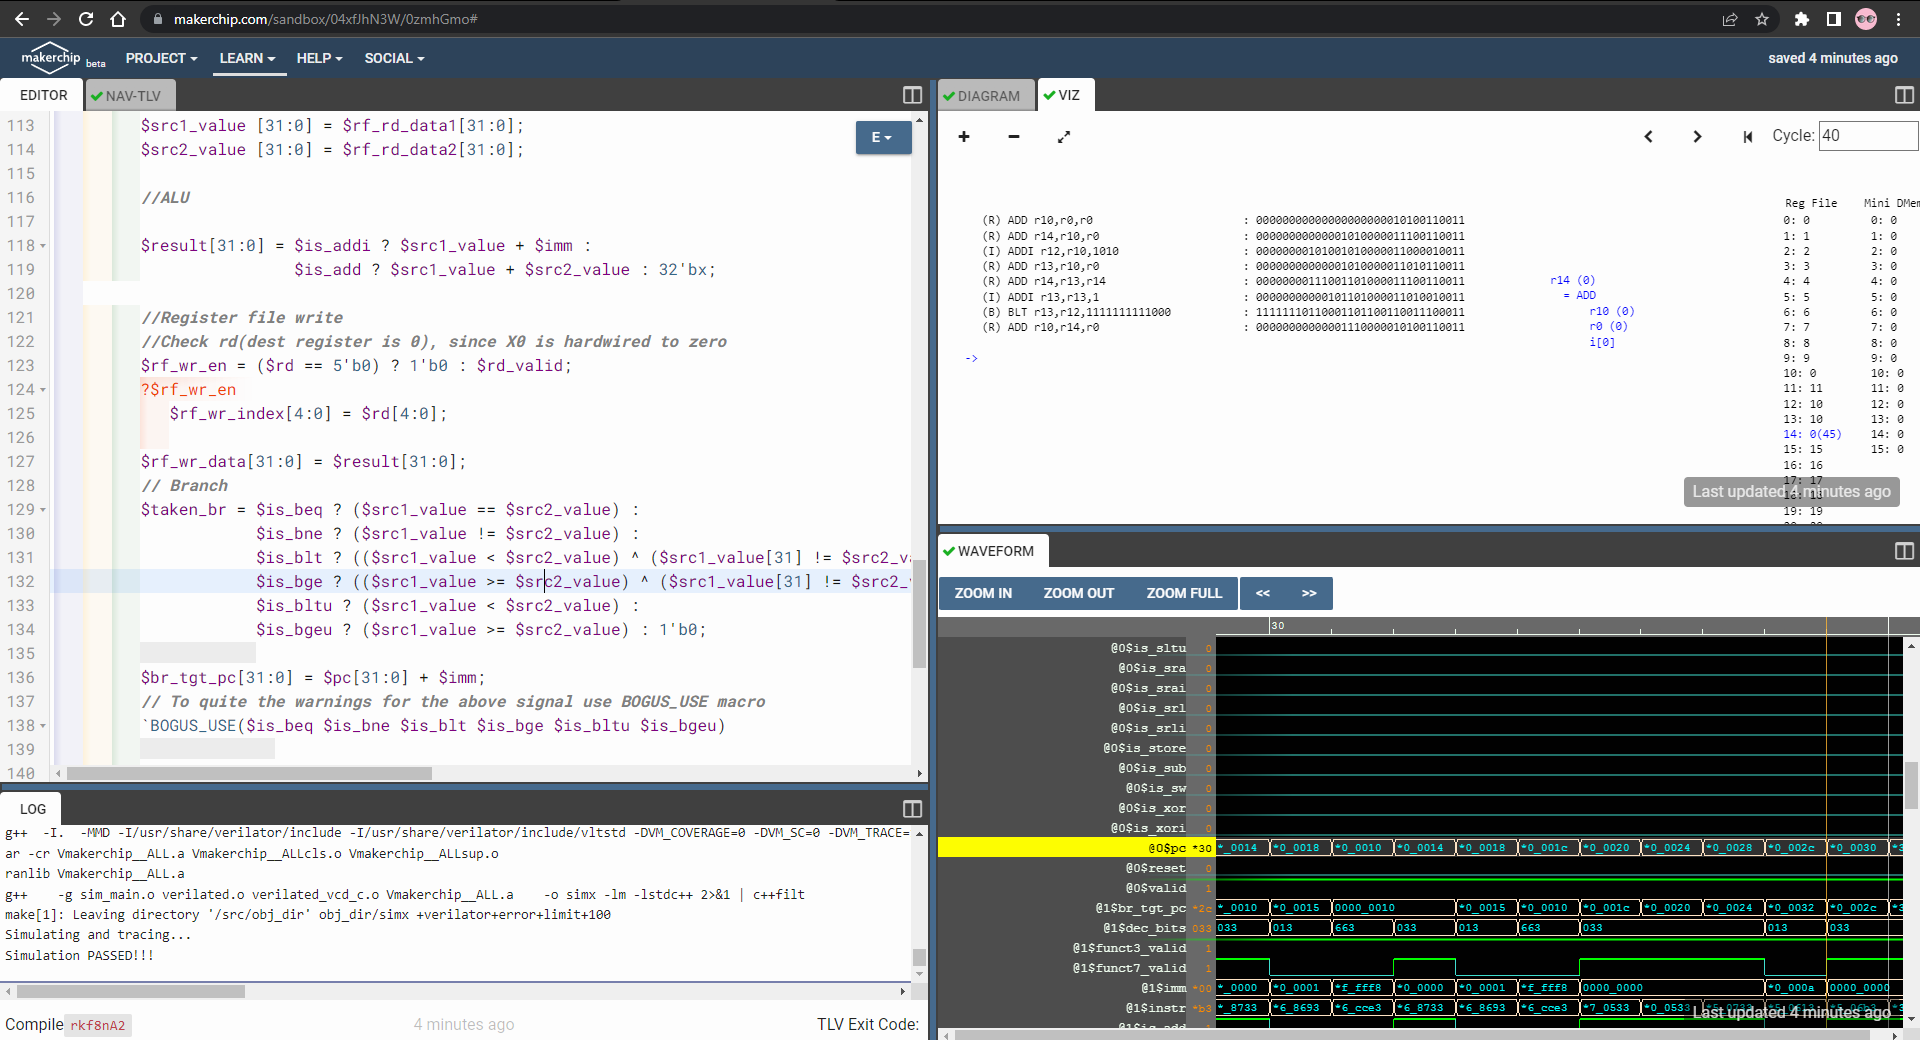 makerchip.com/sandbox/04xfJhN3W/0zmhGmo#
makerchip beta PROJECT LEARN HELP SOCIAL saved 4 minutes ago
EDITOR NAV-TLV
113 $src1_value [31:0] = $rf_rd_data1[31:0];
114 $src2_value [31:0] = $rf_rd_data2[31:0];
E
115
116 //ALU
117
118 $result[31:0] = $is_addi ? $src1_value + $imm :
119 $is_add ? $src1_value + $src2_value : 32'bx;
120
121 //Register file write
122 //Check rd(dest register is 0), since X0 is hardwired to zero
123 $rf_wr_en = ($rd == 5'b0) ? 1'b0 : $rd_valid;
124 ?$rf_wr_en
125 $rf_wr_index[4:0] = $rd[4:0];
126
127 $rf_wr_data[31:0] = $result[31:0];
128 // Branch
129 $taken_br = $is_beq ? ($src1_value == $src2_value) :
130 $is_bne ? ($src1_value != $src2_value) :
131 $is_blt ? (($src1_value < $src2_value) ^ ($src1_value[31] != $src2_v
132 $is_bge ? (($src1_value >= $src2_value) ^ ($src1_value[31] != $src2_
133 $is_bltu ? ($src1_value < $src2_value) :
134 $is_bgeu ? ($src1_value >= $src2_value) : 1'b0;
135
136 $br_tgt_pc[31:0] = $pc[31:0] + $imm;
137 // To quite the warnings for the above signal use BOGUS_USE macro
138 `BOGUS_USE($is_beq $is_bne $is_blt $is_bge $is_bltu $is_bgeu)
139
140
LOG
g++ -I. -MMD -I/usr/share/verilator/include -I/usr/share/verilator/include/vltstd -DVM_COVERAGE=0 -DVM_SC=0 -DVM_TRACE=
ar -cr Vmakerchip__ALL.a Vmakerchip__ALLcls.o Vmakerchip__ALLsup.o
ranlib Vmakerchip__ALL.a
g++ -g sim_main.o verilated.o verilated_vcd_c.o Vmakerchip__ALL.a -o simx -lm -lstdc++ 2>&1 | c++filt
make[1]: Leaving directory '/src/obj_dir' obj_dir/simx +verilator+error+limit+100
Simulating and tracing...
Simulation PASSED!!!
Compile rkf8nA2 4 minutes ago TLV Exit Code:
DIAGRAM VIZ
Cycle: 40
(R) ADD r10,r0,r0 : 00000000000000000000010100110011
(R) ADD r14,r10,r0 : 00000000000001010000011100110011
(I) ADDI r12,r10,1010 : 00000000101001010000011000010011
(R) ADD r13,r10,r0 : 00000000000001010000011010110011
(R) ADD r14,r13,r14 : 00000000111001101000011100110011
(I) ADDI r13,r13,1 : 00000000000101101000011010010011
(B) BLT r13,r12,1111111111000 : 11111110110001101100110011100011
(R) ADD r10,r14,r0 : 00000000000001110000010100110011
->
r14 (0)
= ADD
r10 (0)
r0 (0)
i[0]
Reg File
0: 0
1: 1
2: 2
3: 3
4: 4
5: 5
6: 6
7: 7
8: 8
9: 9
10: 0
11: 11
12: 10
13: 10
14: 0(45)
15: 15
16: 16
17: 17
19: 19
Mini DMem
0: 0
1: 0
2: 0
3: 0
4: 0
5: 0
6: 0
7: 0
8: 0
9: 0
10: 0
11: 0
12: 0
13: 0
14: 0
15: 0
Last updated 4 minutes ago
WAVEFORM
ZOOM IN ZOOM OUT ZOOM FULL << >>
30
@0$is_sltu 0
@0$is_sra 0
@0$is_srai 0
@0$is_srl 0
@0$is_srli 0
@0$is_store 0
@0$is_sub 0
@0$is_sw 0
@0$is_xor 0
@0$is_xori 0
@0$pc *30 *_0014 *0_0018 *0_0010 *0_0014 *0_0018 *0_001c *0_0020 *0_0024 *0_0028 *0_002c *0_0030 *3
@0$reset 0
@0$valid 1
@1$br_tgt_pc *2c *_0010 *0_0015 0000_0010 *0_0015 *0_0010 *0_001c *0_0020 *0_0024 *0_0032 *0_002c *3
@1$dec_bits 033 033 013 663 033 013 663 033 013 033
@1$funct3_valid 1
@1$funct7_valid 1
@1$imm *00 *_0000 *0_0001 *f_fff8 *0_0000 *0_0001 *f_fff8 0000_0000 *0_000a 0000_0000
@1$instr *b3 *_8733 *6_8693 *6_cce3 *6_8733 *6_8693 *6_cce3 *7_0533 *0_0533
Last updated 4 minutes ago